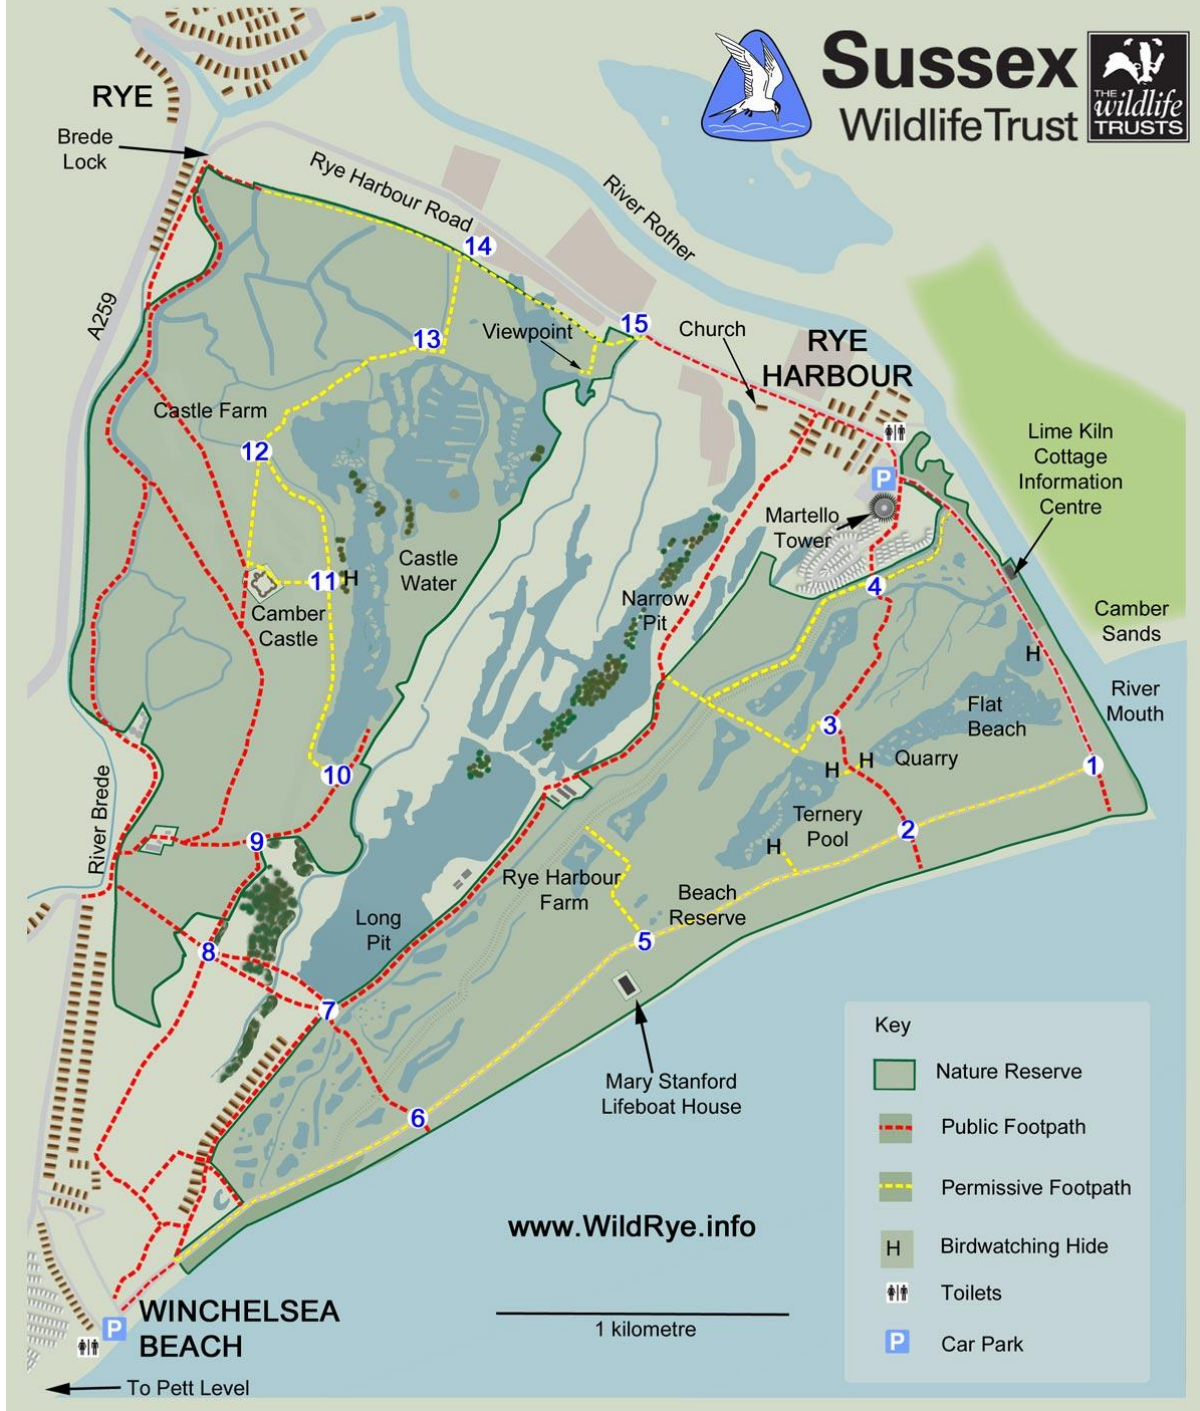 Sussex
Wildlife Trust
THE
wildlife
TRUSTS
RYE
Brede
Lock
Rye Harbour Road
River Rother
A259
14
13
15
Viewpoint
Church
RYE
HARBOUR
Castle Farm
12
P
Lime Kiln
Cottage
Information
Centre
Martello
Tower
Castle
Water
11
H
4
Narrow
Pit
Camber
Castle
Camber
Sands
H
River
Mouth
Flat
Beach
3
H
H
Quarry
1
10
River Brede
Ternery
Pool
2
9
H
Rye Harbour
Farm
Beach
Reserve
Long
Pit
5
8
7
Mary Stanford
Lifeboat House
6
Key
Nature Reserve
Public Footpath
Permissive Footpath
H
Birdwatching Hide
Toilets
P
Car Park
www.WildRye.info
1 kilometre
WINCHELSEA
BEACH
P
To Pett Level